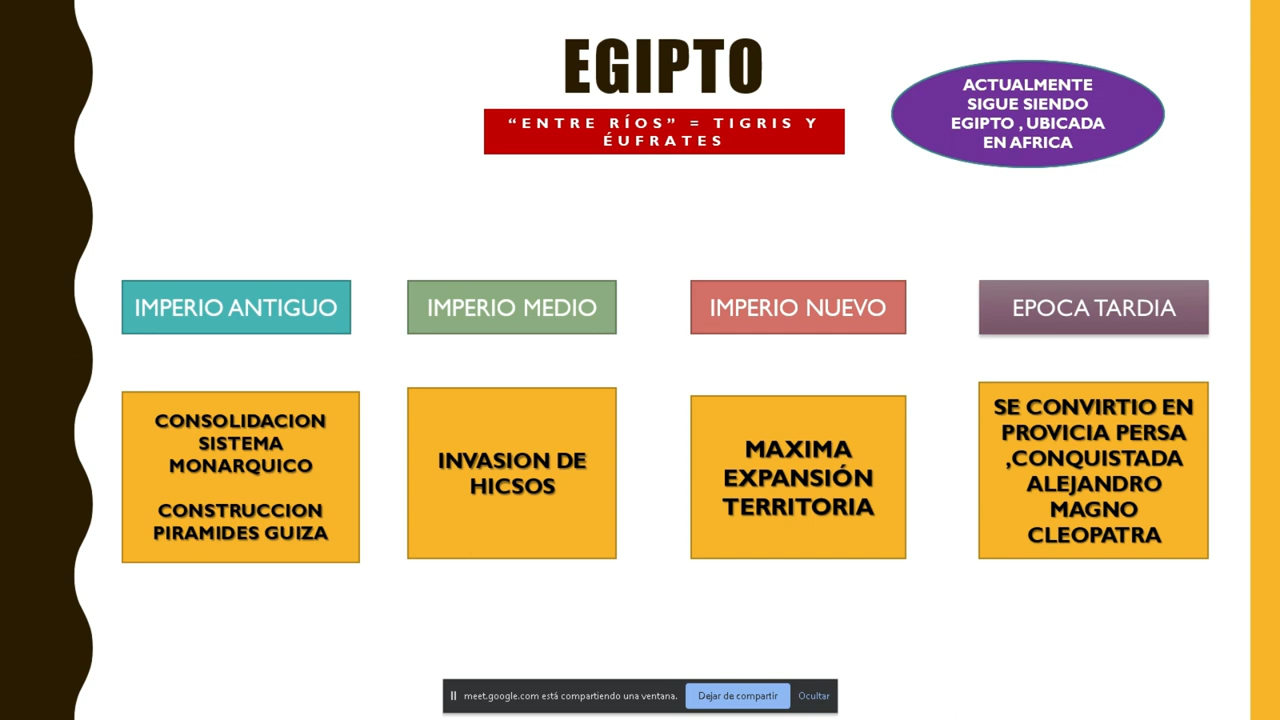 EGIPTO
“ENTRE RÍOS” = TIGRIS Y
ÉUFRATES
ACTUALMENTE
SIGUE SIENDO
EGIPTO , UBICADA
EN AFRICA
IMPERIO ANTIGUO
IMPERIO MEDIO
IMPERIO NUEVO
EPOCA TARDIA
CONSOLIDACION
SISTEMA
MONARQUICO
CONSTRUCCION
PIRAMIDES GUIZA
INVASION DE
HICSOS
MAXIMA
EXPANSIÓN
TERRITORIA
SE CONVIRTIO EN
PROVICIA PERSA
,CONQUISTADA
ALEJANDRO
MAGNO
CLEOPATRA
meet.google.com está compartiendo una ventana.
Dejar de compartir
Ocultar